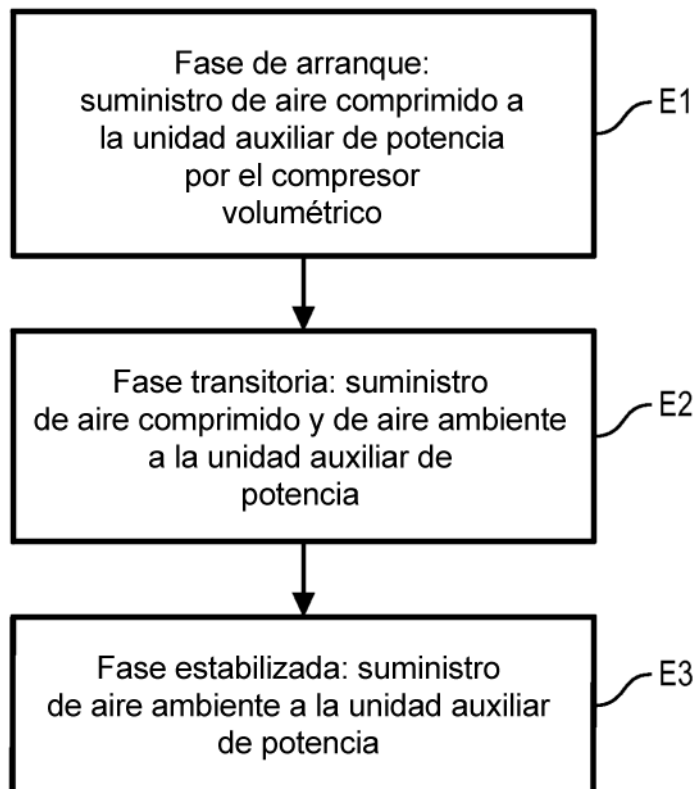 Fase de arranque:
suministro de aire comprimido a
la unidad auxiliar de potencia
por el compresor
volumétrico
E1
Fase transitoria: suministro
de aire comprimido y de aire ambiente
a la unidad auxiliar de
potencia
E2
Fase estabilizada: suministro
de aire ambiente a la unidad auxiliar
de potencia
E3